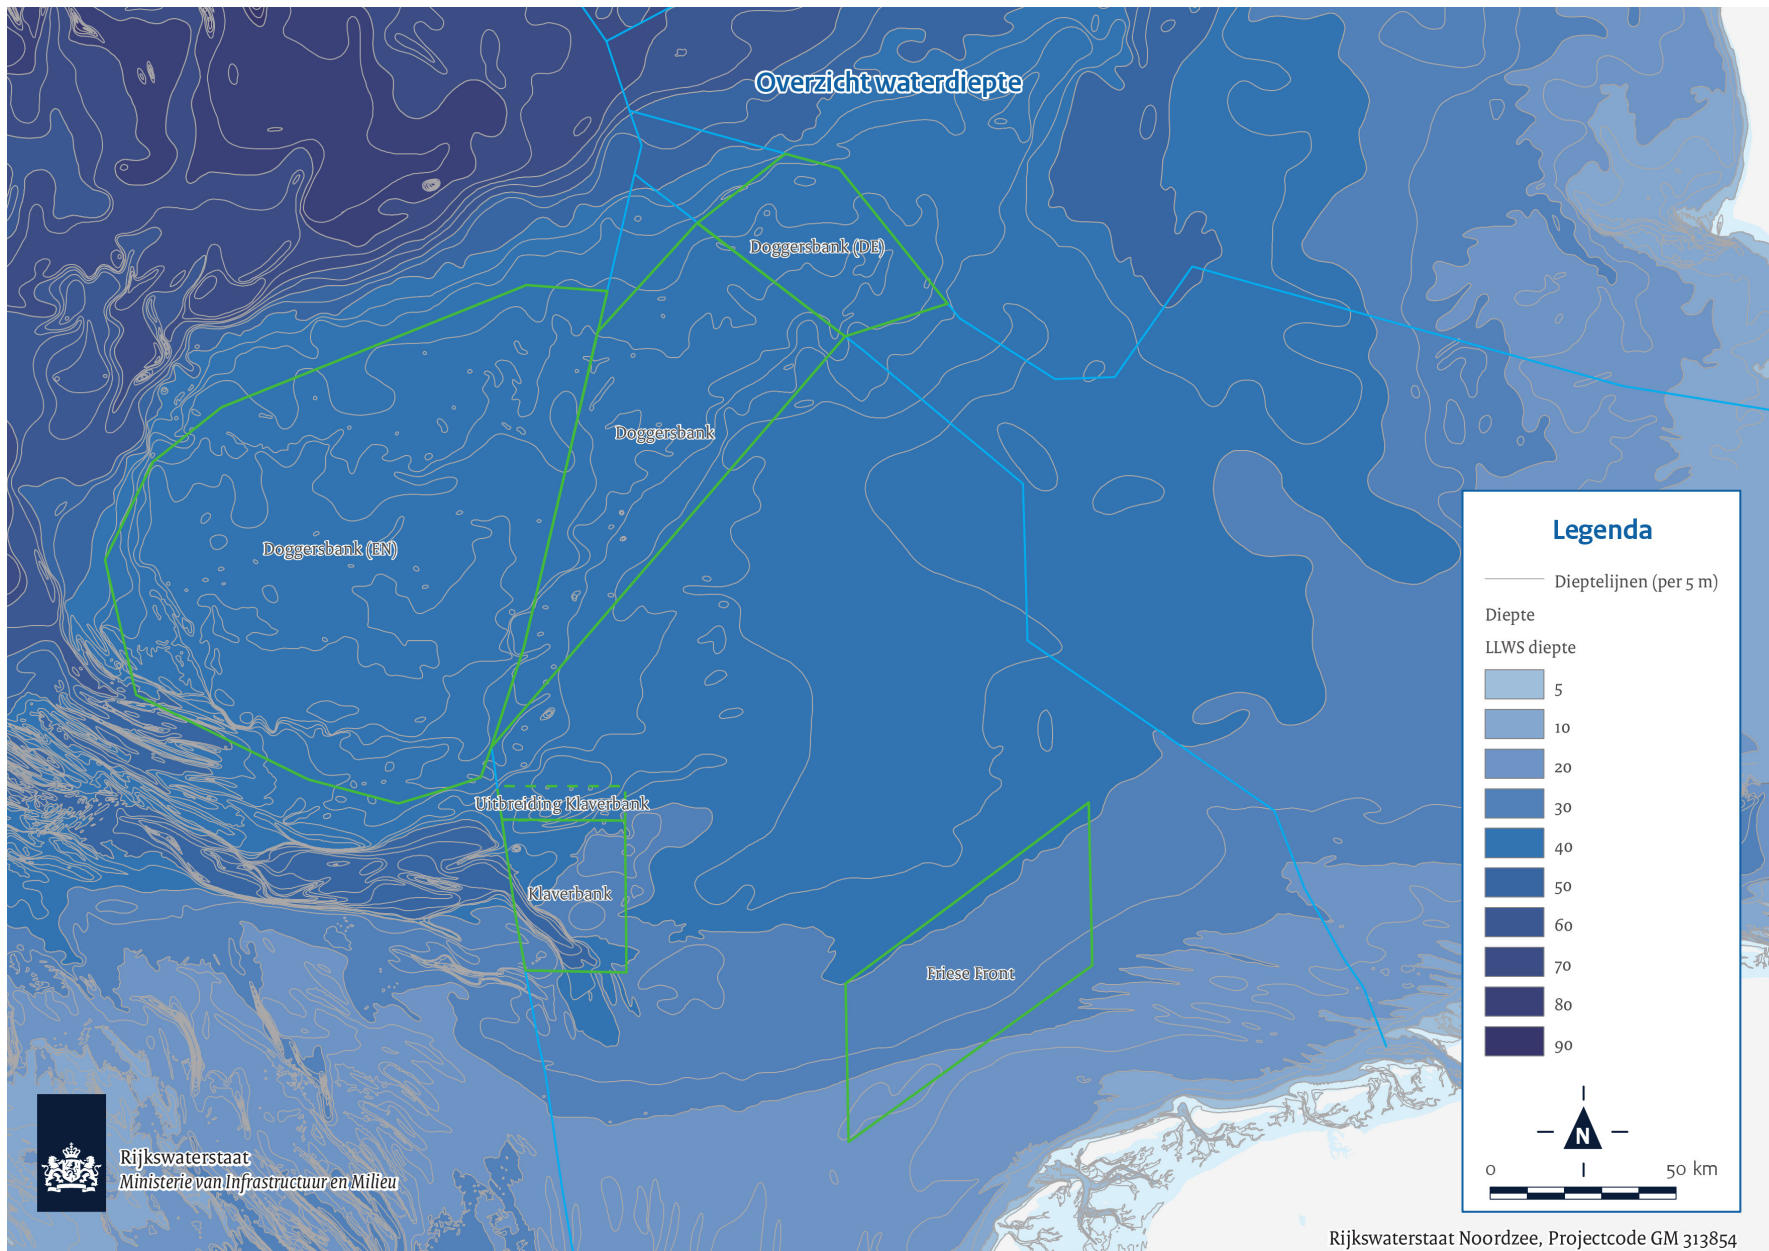 Overzicht waterdiepte
Doggersbank (DE)
Doggersbank
Doggersbank (EN)
Uitbreiding Klaverbank
Klaverbank
Friese Front
Legenda
Dieptelijnen (per 5 m)
Diepte
LLWS diepte
5
10
20
30
40
50
60
70
80
90
N
0 50 km
Rijkswaterstaat
Ministerie van Infrastructuur en Milieu
Rijkswaterstaat Noordzee, Projectcode GM 313854